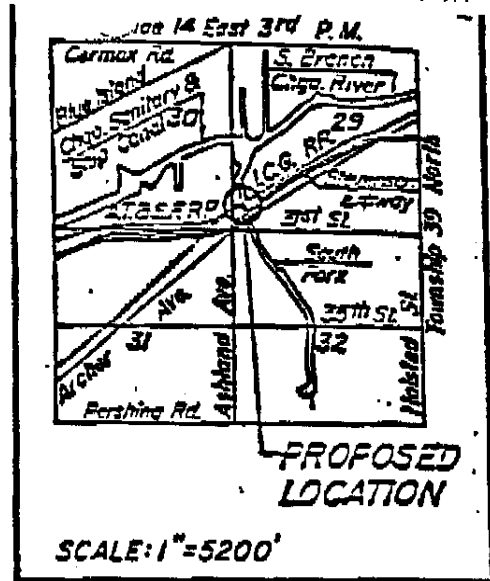 14 East 3rd P.M.
Cermax Rd.
S. Branch
Chgo. River
Blue Island
Chgo. Sanitary &
Ship Canal 30
29
I.C.G. RR.
A.T.&S.F. RR
31st St.
South
Fork
35th St.
St
Township 39 North
Archer Ave
Ashland Ave
31
32
Halsted
Pershing Rd.
PROPOSED
LOCATION
SCALE: 1"=5200'